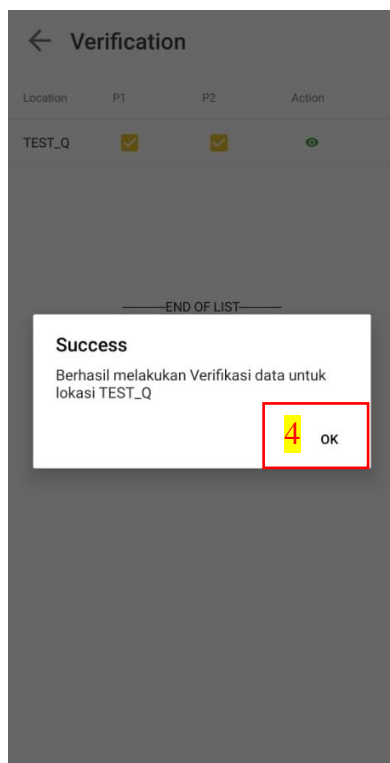 Verification
Location P1 P2 Action
TEST_Q
-----------END OF LIST-----------
Success
Berhasil melakukan Verifikasi data untuk
lokasi TEST_Q
4 OK